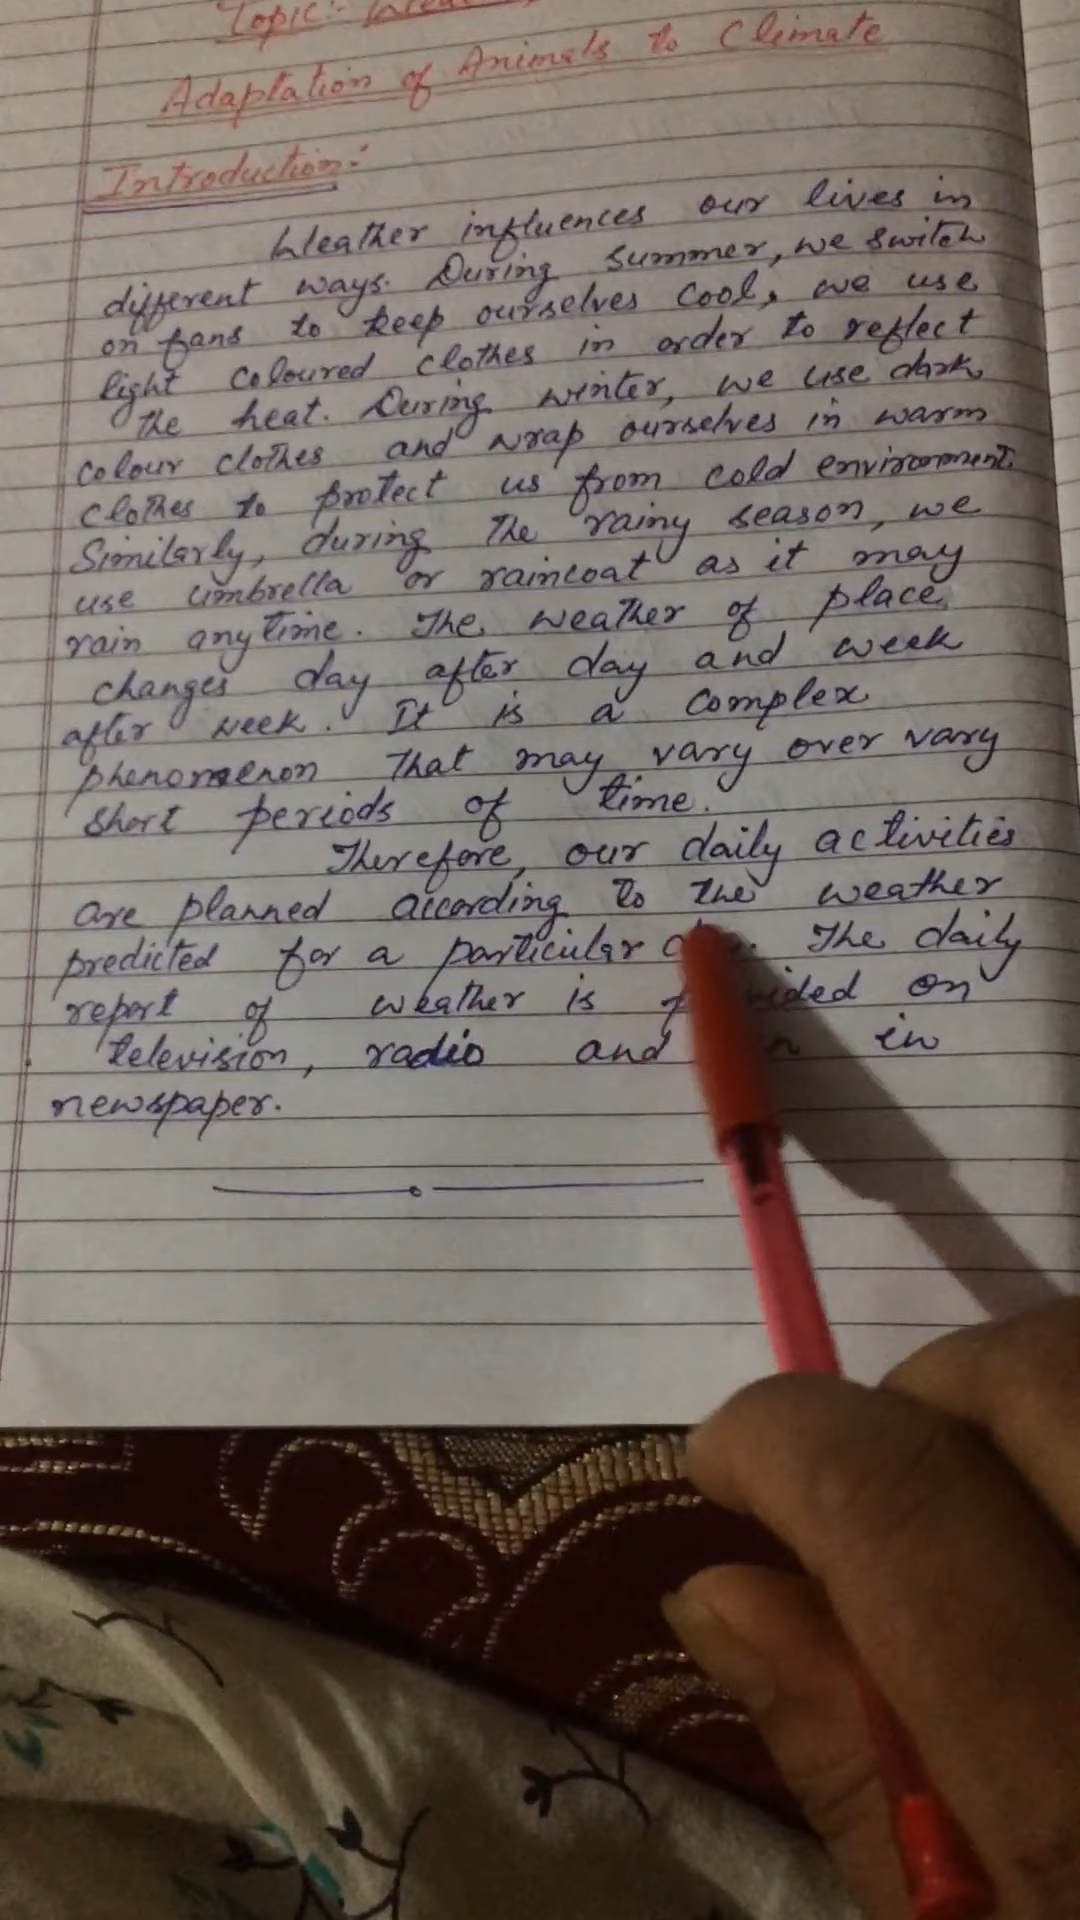 Topic:-
Adaptation of Animals to Climate
Introduction:-
Weather influences our lives in
different ways. During summer, we switch
on fans to keep ourselves cool, we use
light coloured clothes in order to reflect
the heat. During winter, we use dark
colour clothes and wrap ourselves in warm
clothes to protect us from cold environment.
Similarly, during the rainy season, we
use umbrella or raincoat as it may
rain anytime. The weather of place
changes day after day and week
after week. It is a complex
phenomenon that may vary over vary
short periods of time.
Therefore, our daily activities
are planned according to the weather
predicted for a particular The daily
report of weather is on
television, radio and in
newspaper.